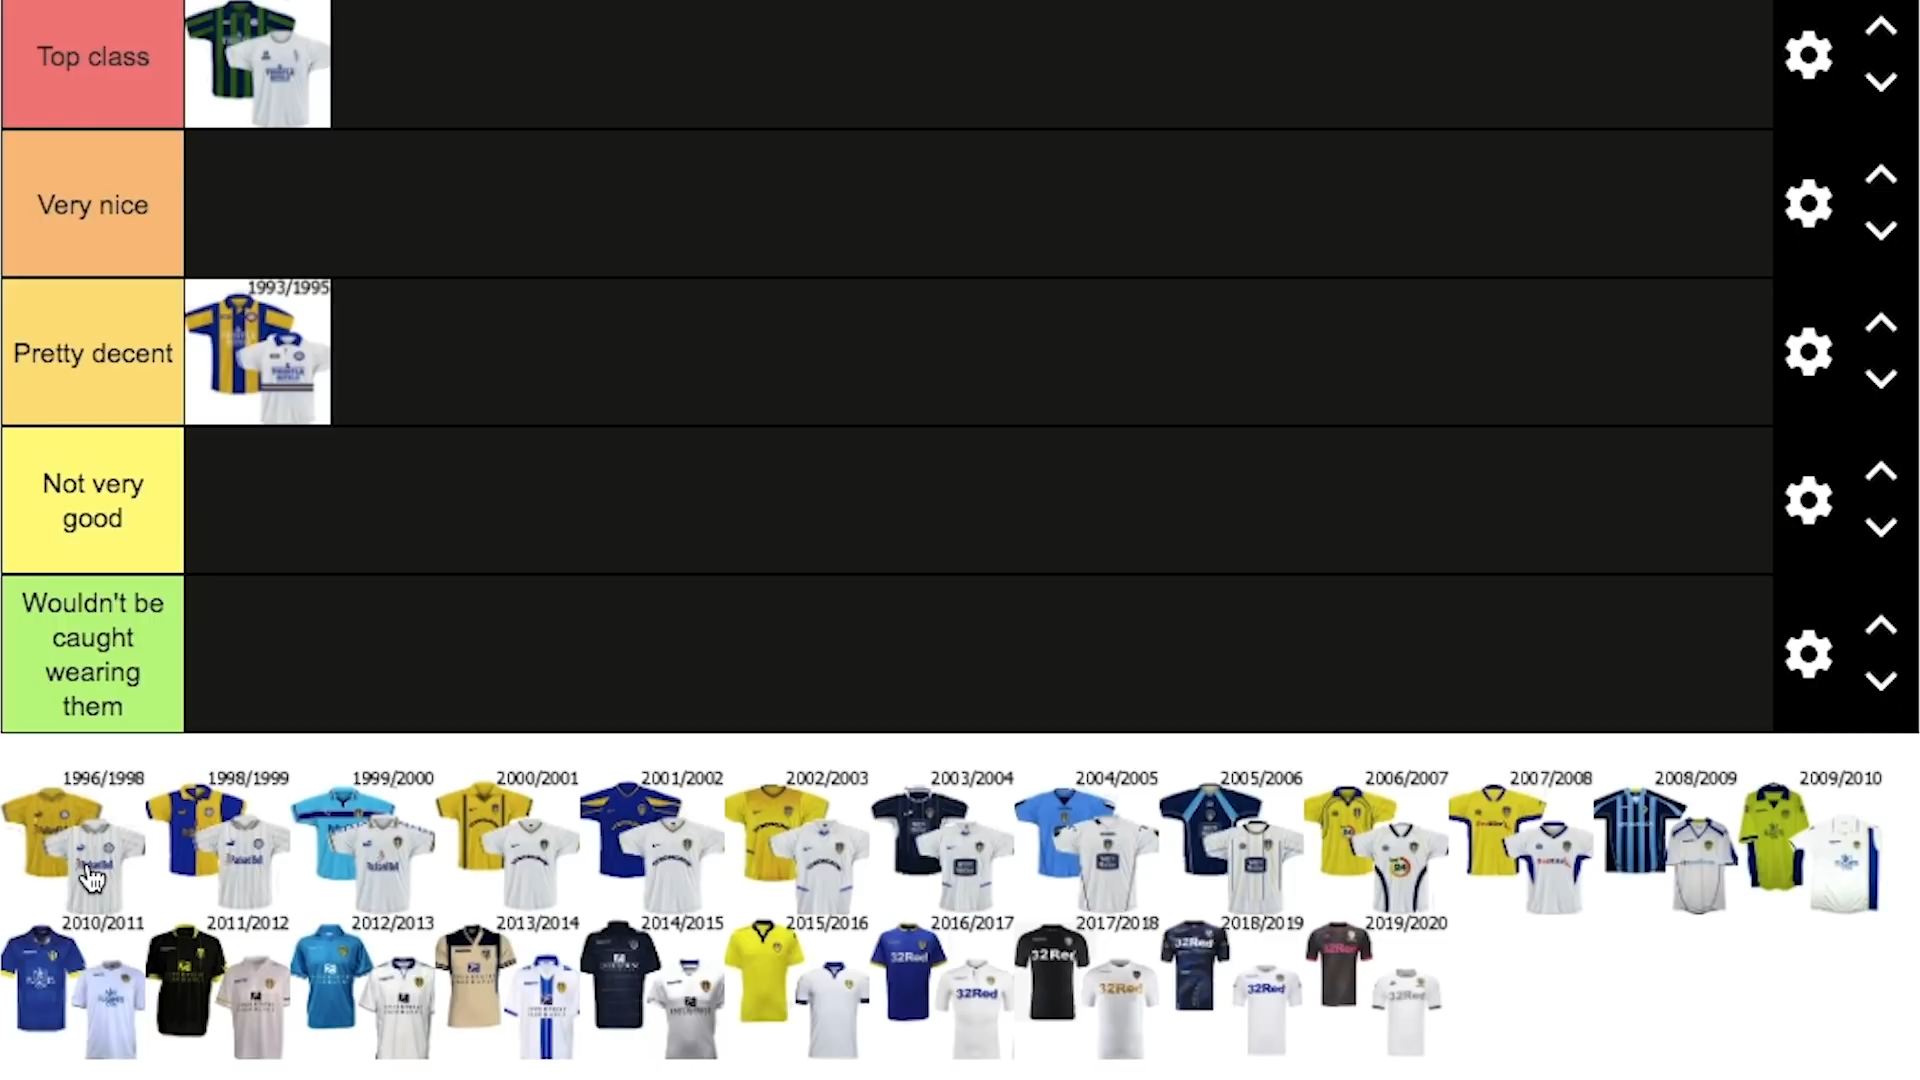 Top class
Very nice
Pretty decent
1993/1995
Not very
good
Wouldn't be
caught
wearing
them
1996/1998
1998/1999
1999/2000
2000/2001
2001/2002
2002/2003
2003/2004
2004/2005
2005/2006
2006/2007
2007/2008
2008/2009
2009/2010
2010/2011
2011/2012
2012/2013
2013/2014
2014/2015
2015/2016
2016/2017
2017/2018
2018/2019
2019/2020
32Red
32Red
32Red
32Red
32Red
32Red
32Red
32Red